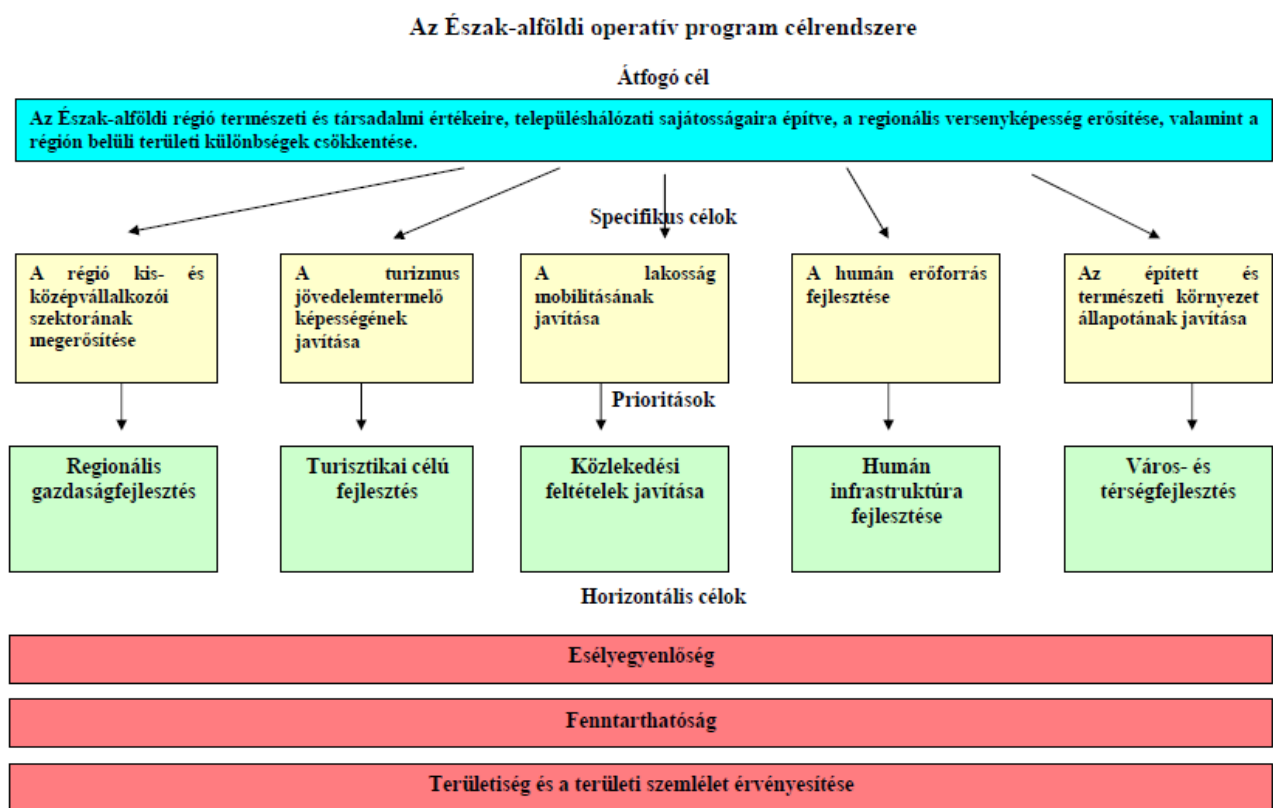 Az Észak-alföldi operatív program célrendszere
Átfogó cél
Az Észak-alföldi régió természeti és társadalmi értékeire, településhálózati sajátosságaira építve, a regionális versenyképesség erősítése, valamint a
régión belüli területi különbségek csökkentése.
Specifikus célok
A régió kis- és
középvállalkozói
szektorának
megerősítése
A turizmus
jövedelemtermelő
képességének
javítása
A lakosság
mobilitásának
javítása
A humán erőforrás
fejlesztése
Az épített és
természeti környezet
állapotának javítása
Prioritások
Regionális
gazdaságfejlesztés
Turisztikai célú
fejlesztés
Közlekedési
feltételek javítása
Humán
infrastruktúra
fejlesztése
Város- és
térségfejlesztés
Horizontális célok
Esélyegyenlőség
Fenntarthatóság
Területiség és a területi szemlélet érvényesítése